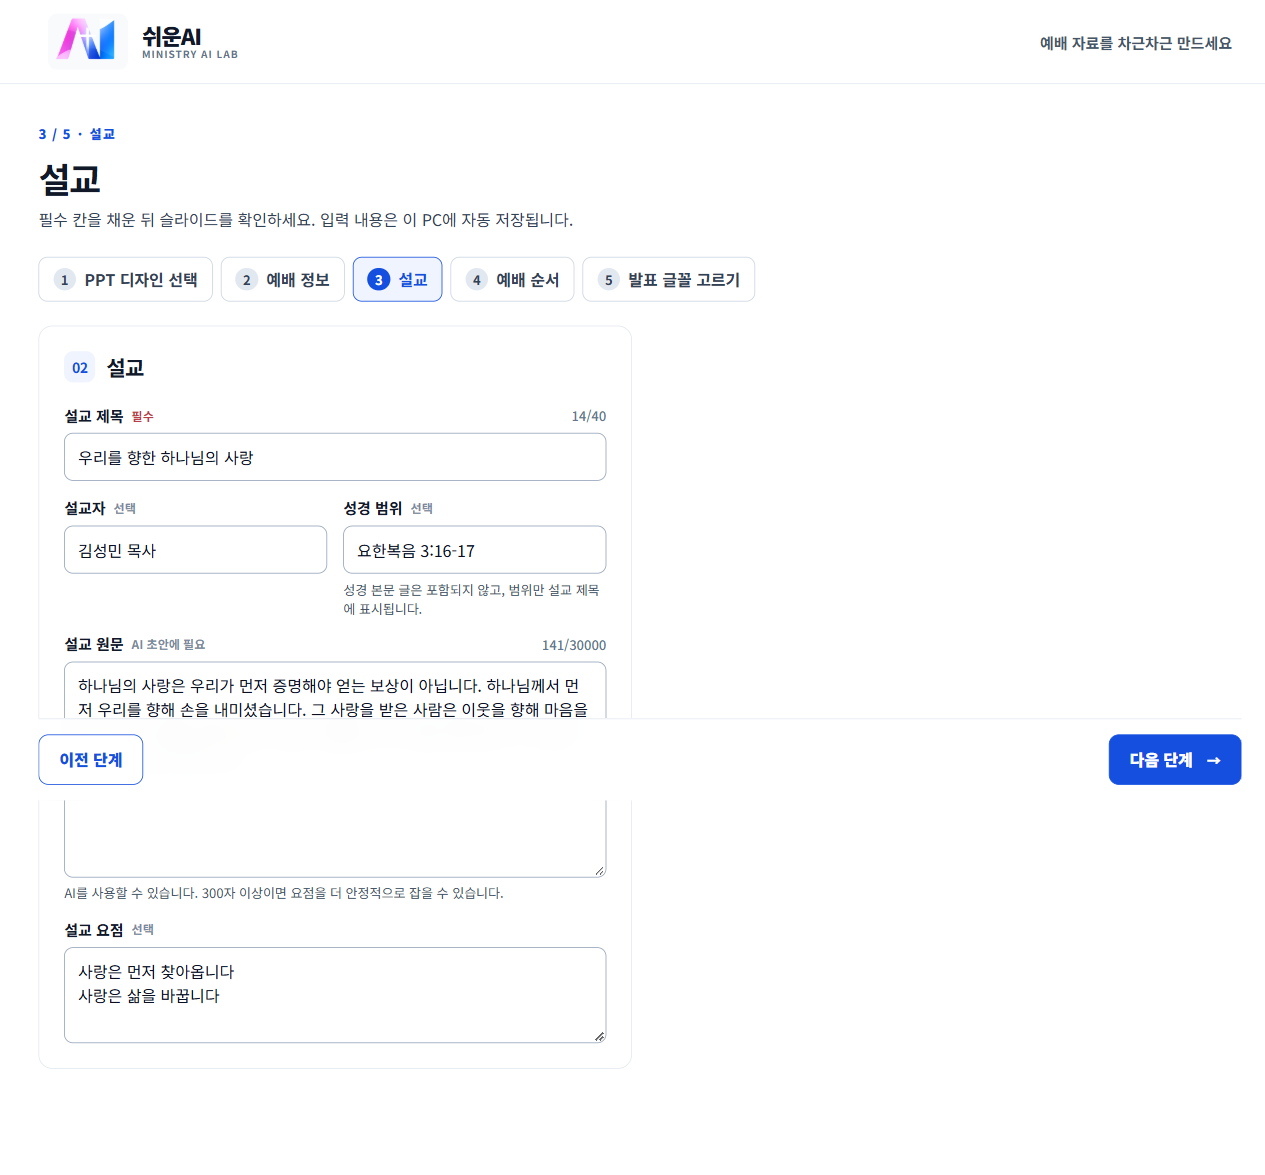 쉬운AI
MINISTRY AI LAB
예배 자료를 차근차근 만드세요
3 / 5 · 설교
설교
필수 칸을 채운 뒤 슬라이드를 확인하세요. 입력 내용은 이 PC에 자동 저장됩니다.
1 PPT 디자인 선택
2 예배 정보
3 설교
4 예배 순서
5 발표 글꼴 고르기
02 설교
설교 제목 필수 14/40
우리를 향한 하나님의 사랑
설교자 선택
김성민 목사
성경 범위 선택
요한복음 3:16-17
성경 본문 글은 포함되지 않고, 범위만 설교 제목
에 표시됩니다.
설교 원문 AI 초안에 필요 141/30000
하나님의 사랑은 우리가 먼저 증명해야 얻는 보상이 아닙니다. 하나님께서 먼
저 우리를 향해 손을 내미셨습니다. 그 사랑을 받은 사람은 이웃을 향해 마음을
이전 단계
다음 단계 →
AI를 사용할 수 있습니다. 300자 이상이면 요점을 더 안정적으로 잡을 수 있습니다.
설교 요점 선택
사랑은 먼저 찾아옵니다
사랑은 삶을 바꿉니다